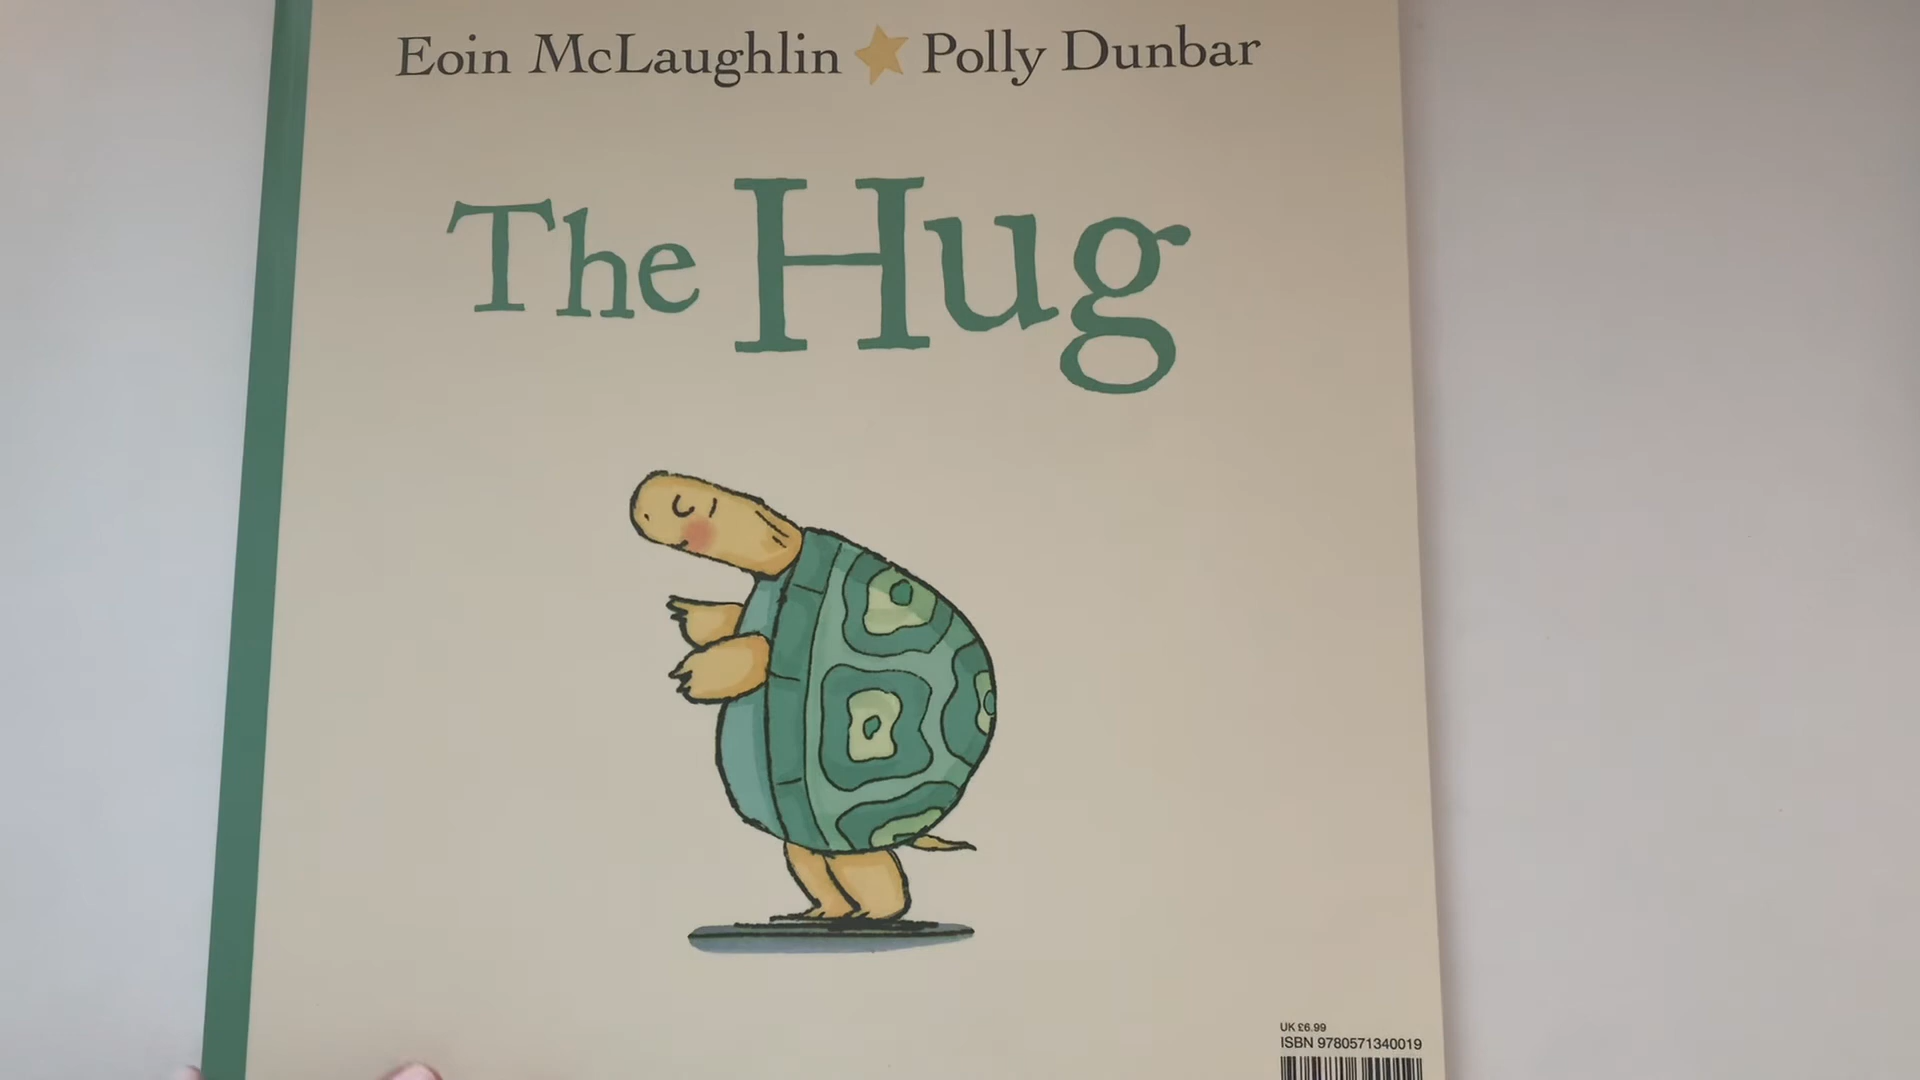 Eoin McLaughlin Polly Dunbar
The Hug
UK £6.99
ISBN 9780571340019